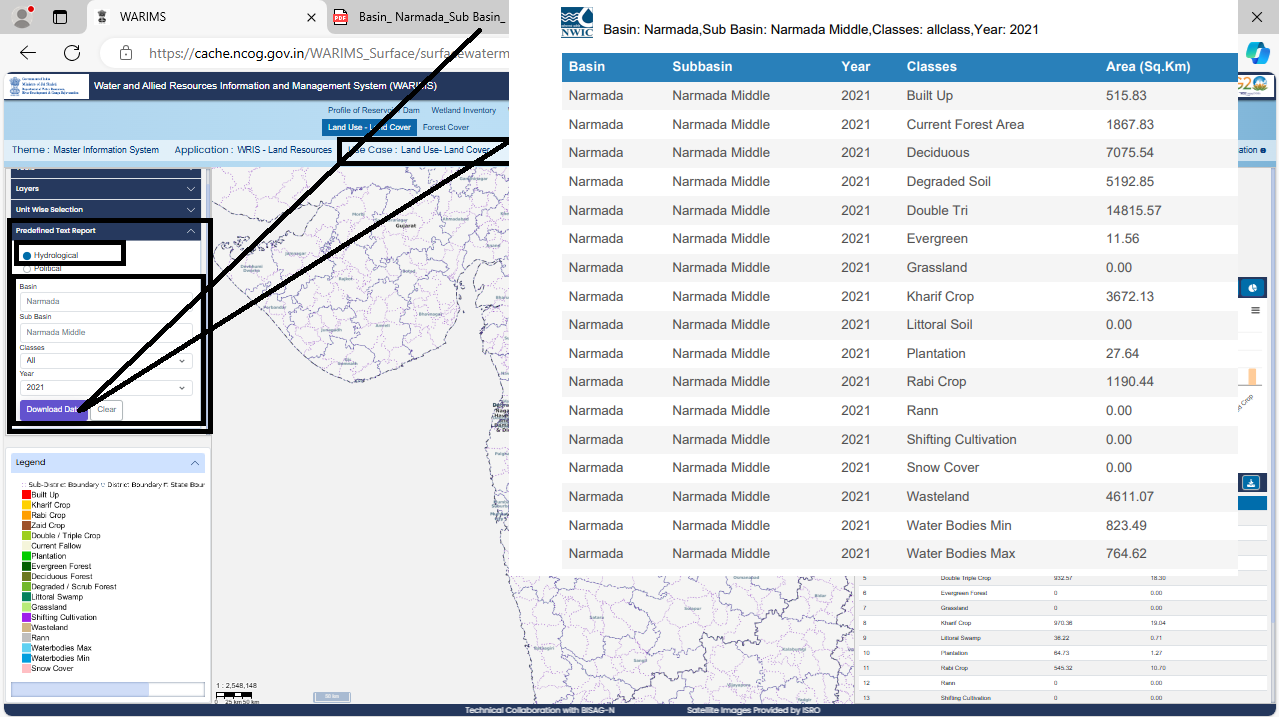 WARIMS
Basin_ Narmada_Sub Basin_
https://cache.ncog.gov.in/WARIMS_Surface/surfacewaterm
Water and Allied Resources Information and Management System (WARIMS)
Profile of Reservoir Dam Wetland Inventory
Land Use - Land Cover Forest Cover
Theme : Master Information System Application : WRIS - Land Resources Use Case : Land Use- Land Cover
Layers
Unit Wise Selection
Predefined Text Report
Hydrological
Political
Basin
Narmada
Sub Basin
Narmada Middle
Classes
All
Year
2021
Download Data Clear
Legend
Sub-District Boundary District Boundary State Bour
Built Up
Kharif Crop
Rabi Crop
Zaid Crop
Double / Triple Crop
Current Fallow
Plantation
Evergreen Forest
Deciduous Forest
Degraded / Scrub Forest
Littoral Swamp
Grassland
Shifting Cultivation
Wasteland
Rann
Waterbodies Max
Waterbodies Min
Snow Cover
Gujarat
1 : 2,548,148
0 25 km 50 km
50 km
NWIC
Basin: Narmada,Sub Basin: Narmada Middle,Classes: allclass,Year: 2021
Basin Subbasin Year Classes Area (Sq.Km)
Narmada Narmada Middle 2021 Built Up 515.83
Narmada Narmada Middle 2021 Current Forest Area 1867.83
Narmada Narmada Middle 2021 Deciduous 7075.54
Narmada Narmada Middle 2021 Degraded Soil 5192.85
Narmada Narmada Middle 2021 Double Tri 14815.57
Narmada Narmada Middle 2021 Evergreen 11.56
Narmada Narmada Middle 2021 Grassland 0.00
Narmada Narmada Middle 2021 Kharif Crop 3672.13
Narmada Narmada Middle 2021 Littoral Soil 0.00
Narmada Narmada Middle 2021 Plantation 27.64
Narmada Narmada Middle 2021 Rabi Crop 1190.44
Narmada Narmada Middle 2021 Rann 0.00
Narmada Narmada Middle 2021 Shifting Cultivation 0.00
Narmada Narmada Middle 2021 Snow Cover 0.00
Narmada Narmada Middle 2021 Wasteland 4611.07
Narmada Narmada Middle 2021 Water Bodies Min 823.49
Narmada Narmada Middle 2021 Water Bodies Max 764.62
5 Double Triple Crop 932.57 18.30
6 Evergreen Forest 0 0.00
7 Grassland 0 0.00
8 Kharif Crop 970.36 19.04
9 Littoral Swamp 36.22 0.71
10 Plantation 64.73 1.27
11 Rabi Crop 545.32 10.70
12 Rann 0 0.00
13 Shifting Cultivation 0 0.00
Technical Collaboration with BISAG-N Satellite Images Provided by ISRO